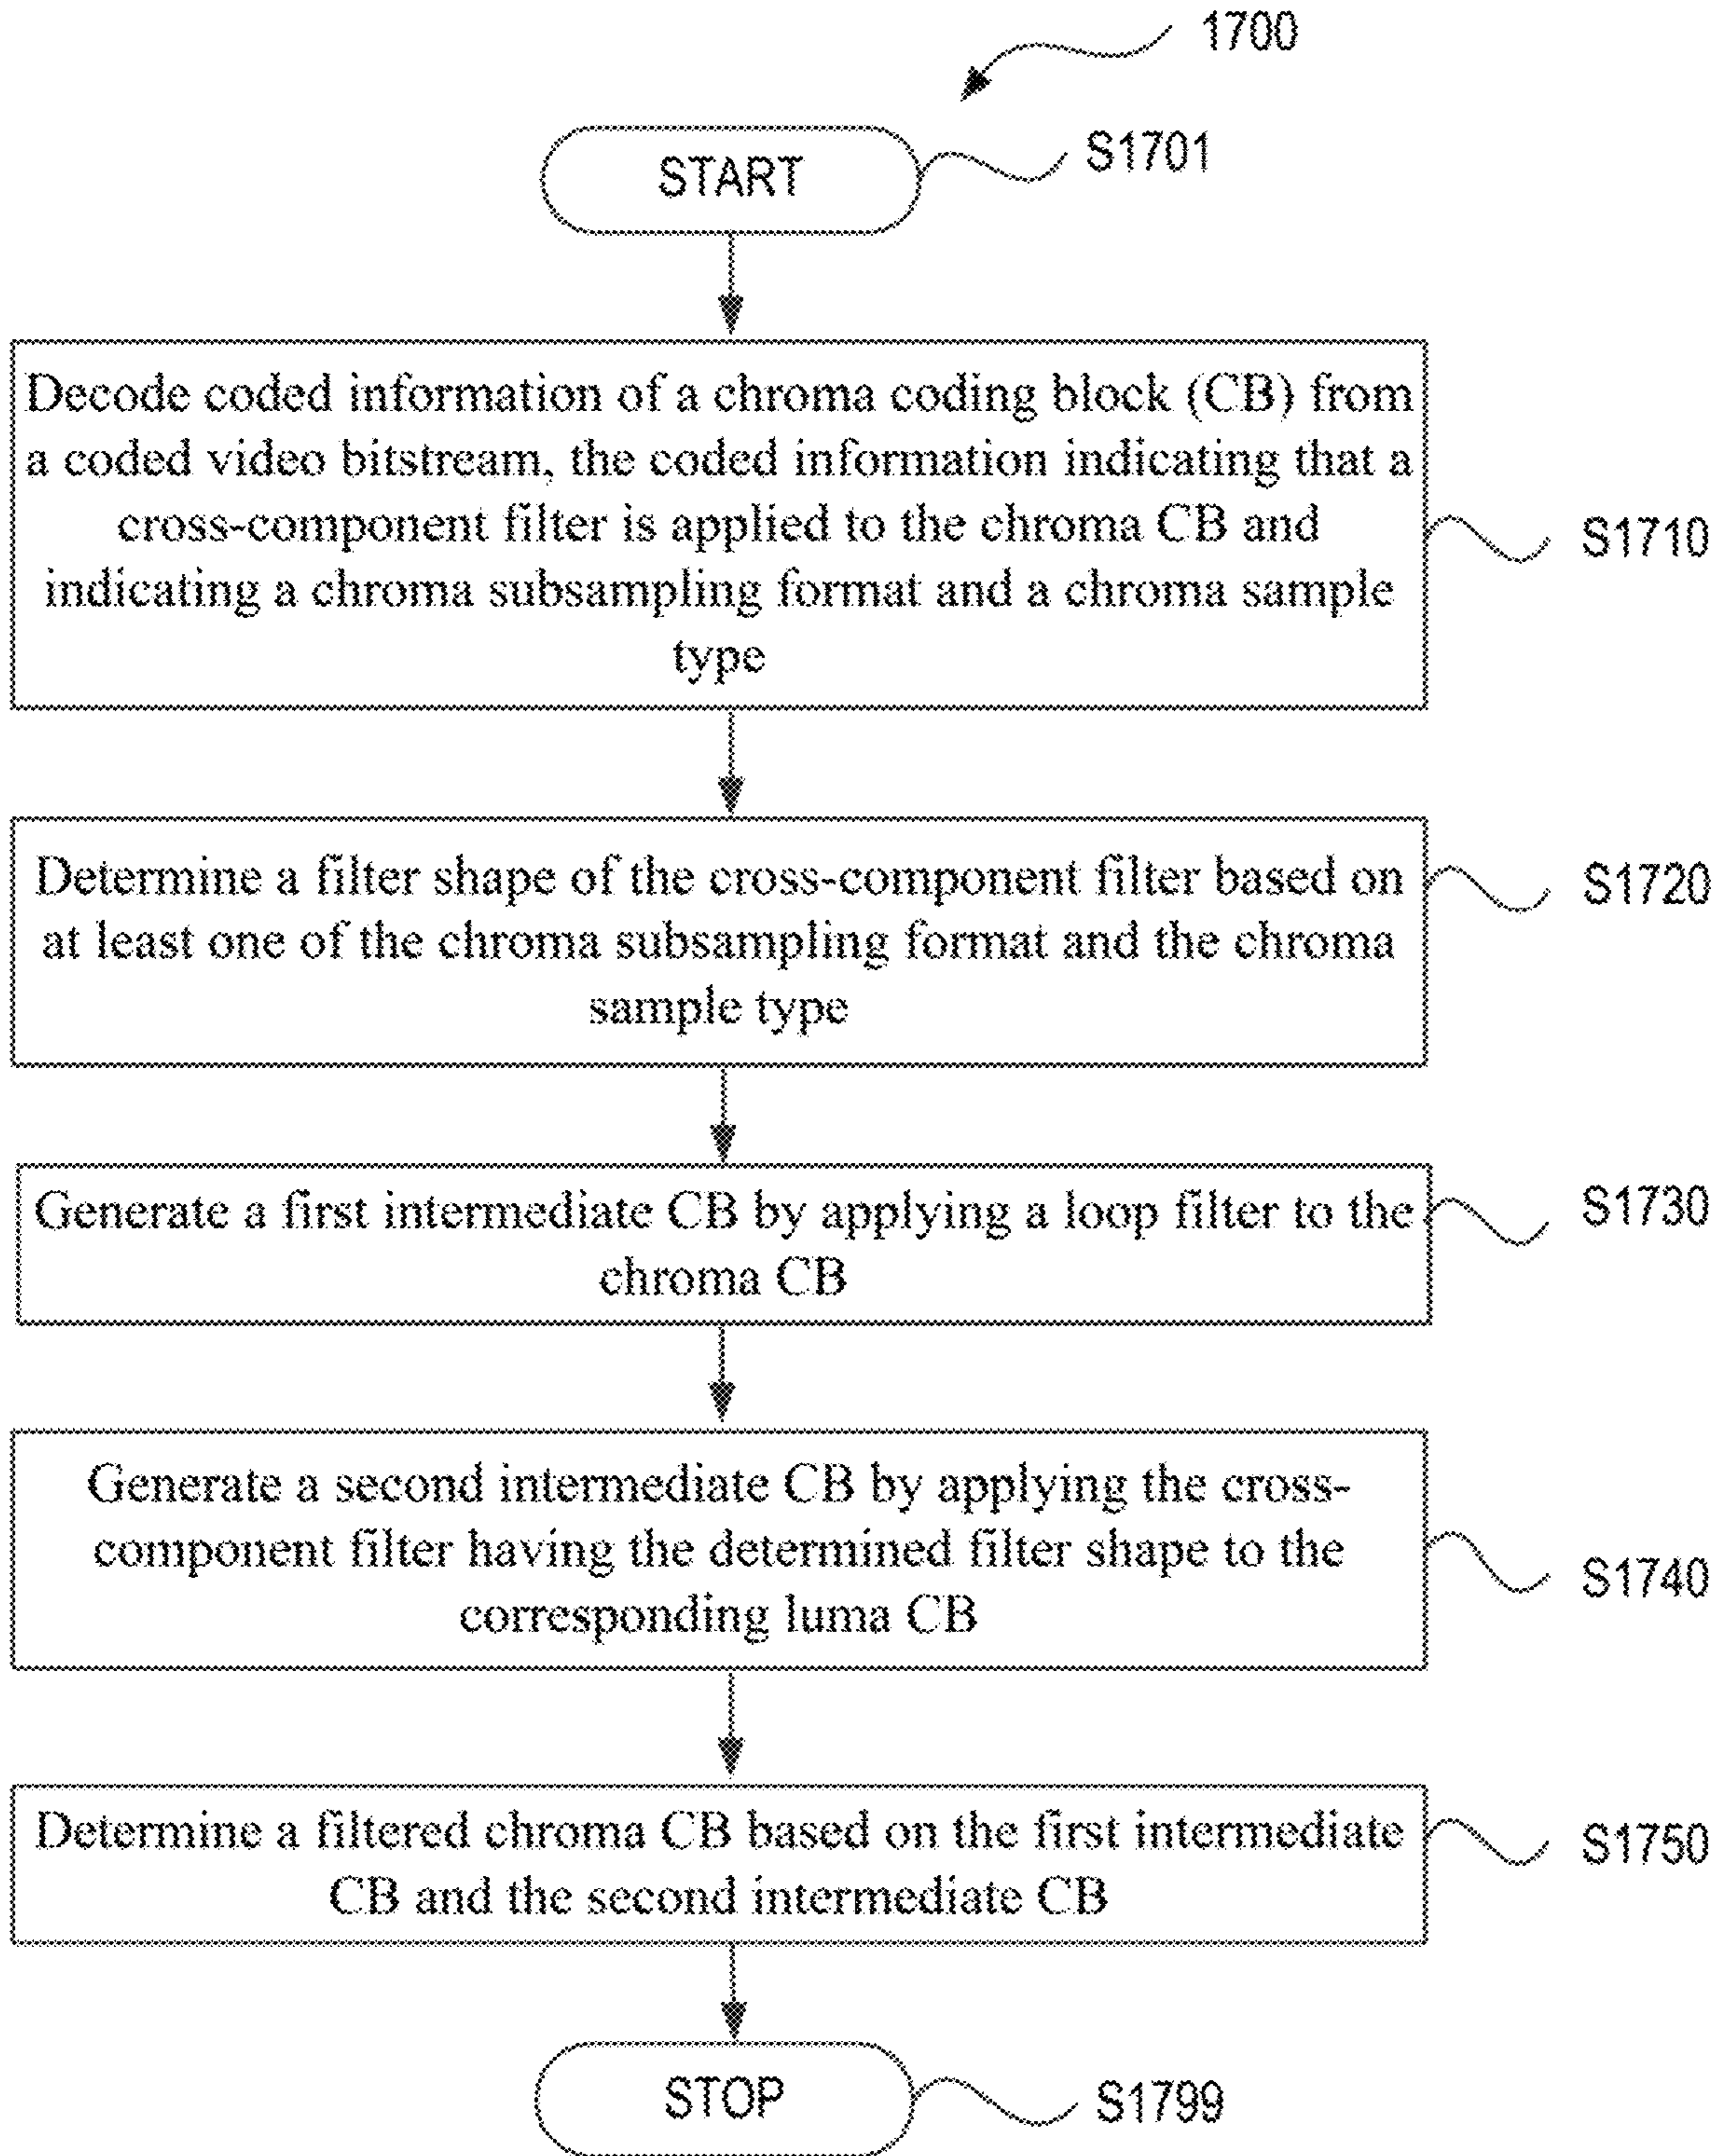 1700
START
S1701
Decode coded information of a chroma coding block (CB) from
a coded video bitstream, the coded information indicating that a
cross-component filter is applied to the chroma CB and
indicating a chroma subsampling format and a chroma sample
type
S1710
Determine a filter shape of the cross-component filter based on
at least one of the chroma subsampling format and the chroma
sample type
S1720
Generate a first intermediate CB by applying a loop filter to the
chroma CB
S1730
Generate a second intermediate CB by applying the cross-
component filter having the determined filter shape to the
corresponding luma CB
S1740
Determine a filtered chroma CB based on the first intermediate
CB and the second intermediate CB
S1750
STOP
S1799